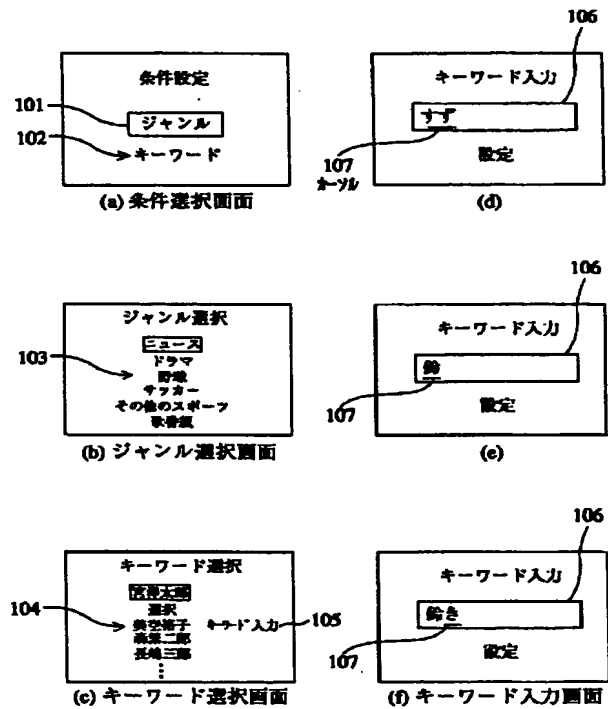 条件設定
101
ジャンル
102
キーワード
(a) 条件選択画面
ジャンル選択
ニュース
103
ドラマ
野球
サッカー
その他のスポーツ
歌番組
(b) ジャンル選択画面
キーワード選択
選択
104
美空裕子
キーワード入力
105
長嶋三郎
(c) キーワード選択画面
106
キーワード入力
すず
107
カーソル
設定
(d)
106
キーワード入力
鈴
107
設定
(e)
106
キーワード入力
鈴き
107
設定
(f) キーワード入力画面